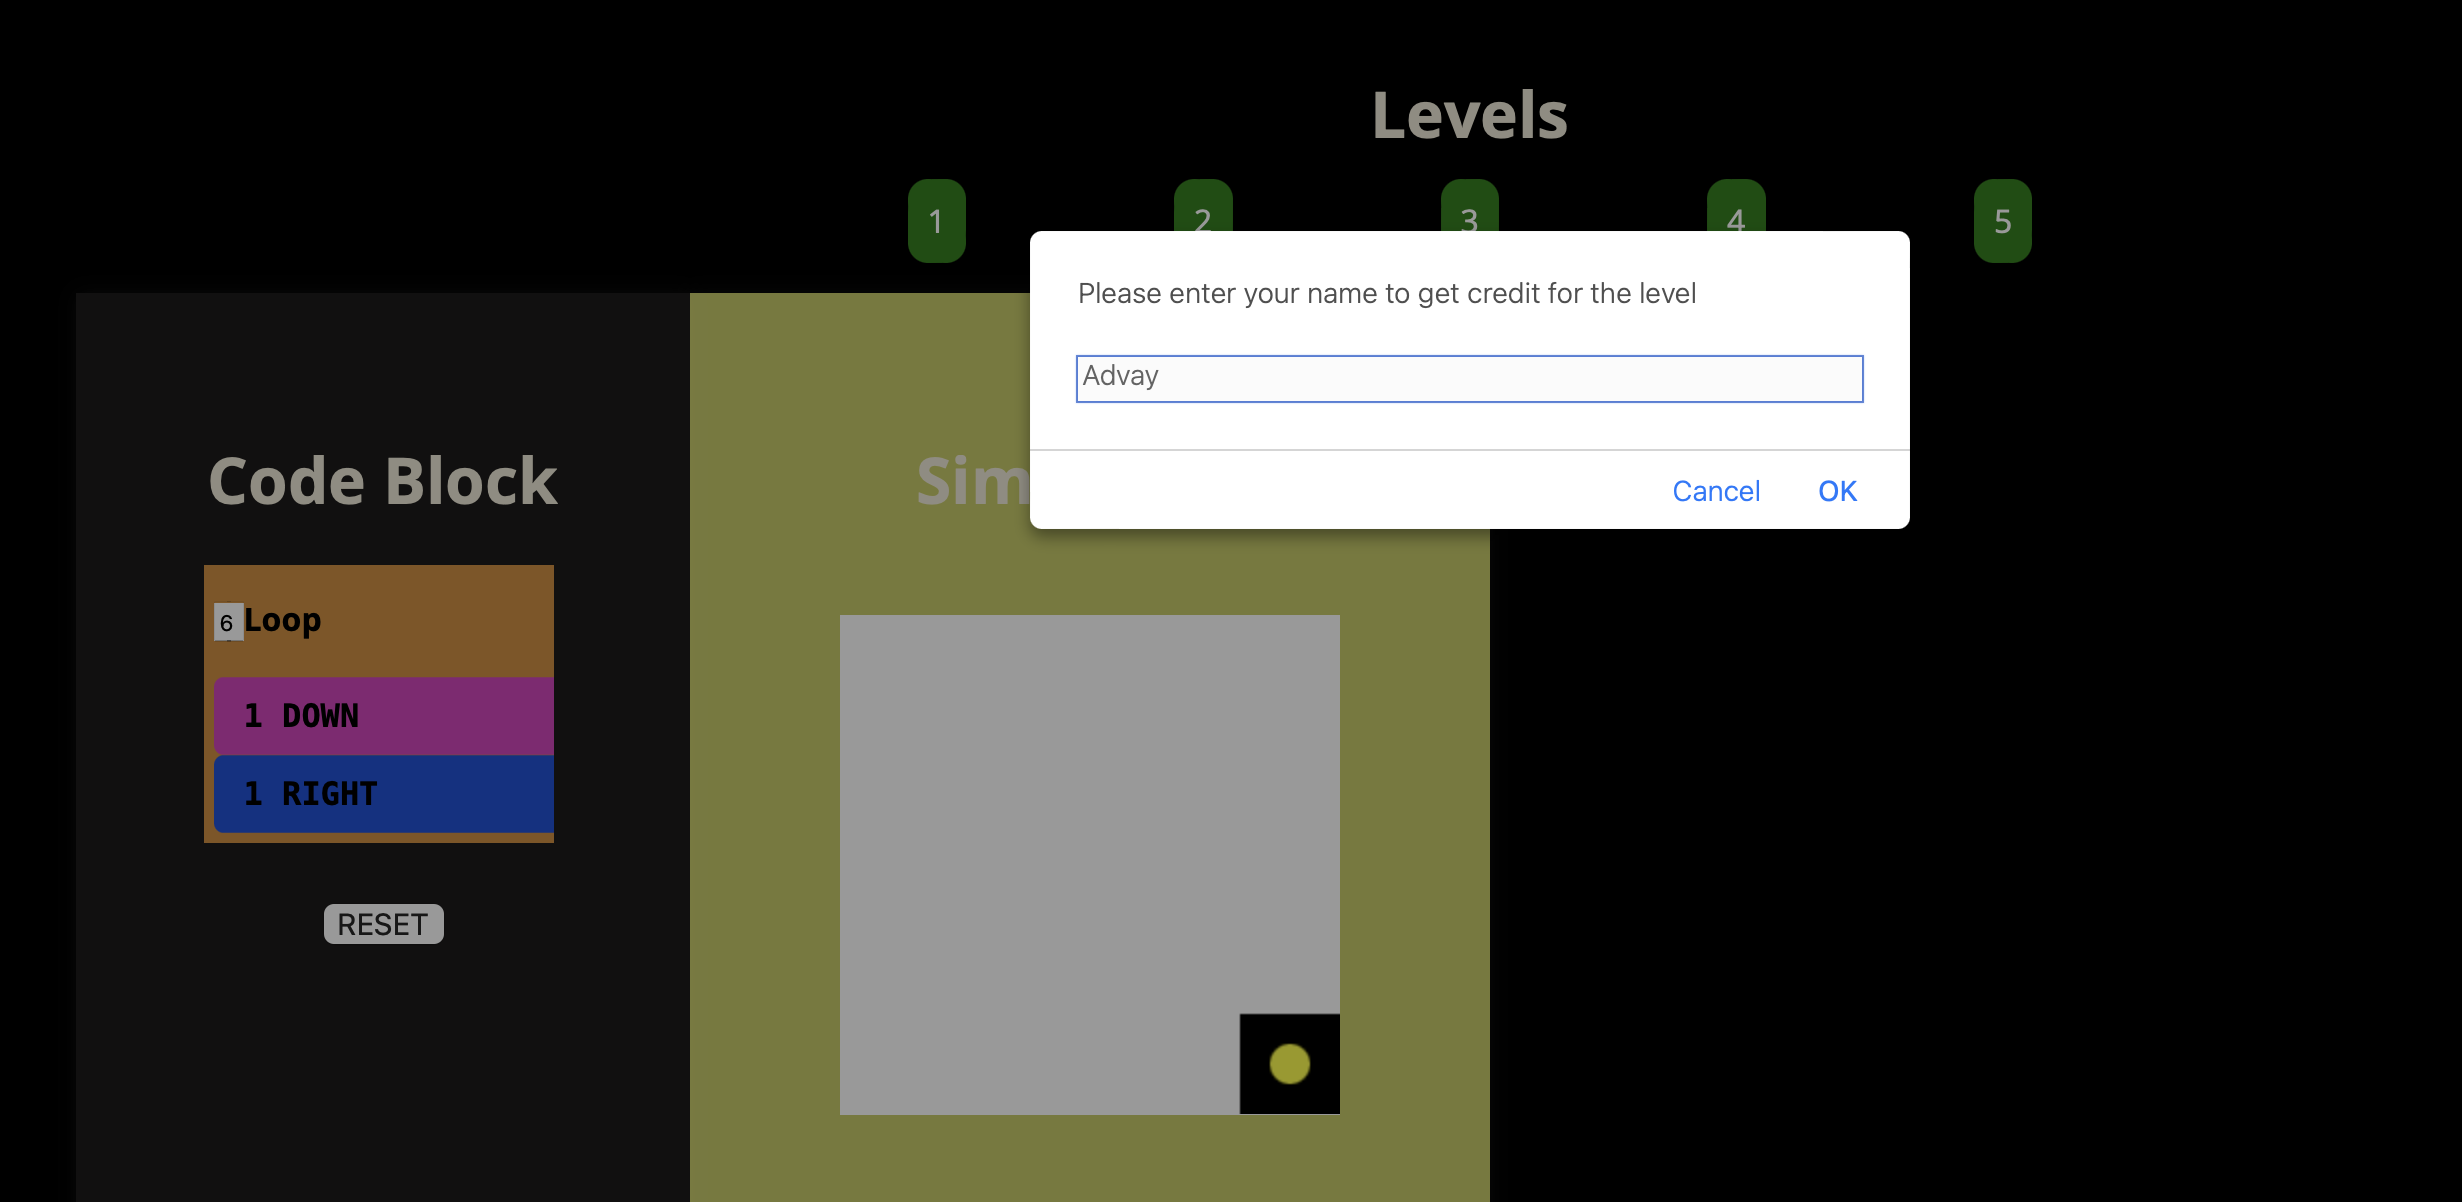 Levels
1 2 3 4 5
Please enter your name to get credit for the level
Advay
Cancel OK
Code Block
6 Loop
1 DOWN
1 RIGHT
RESET
Sim